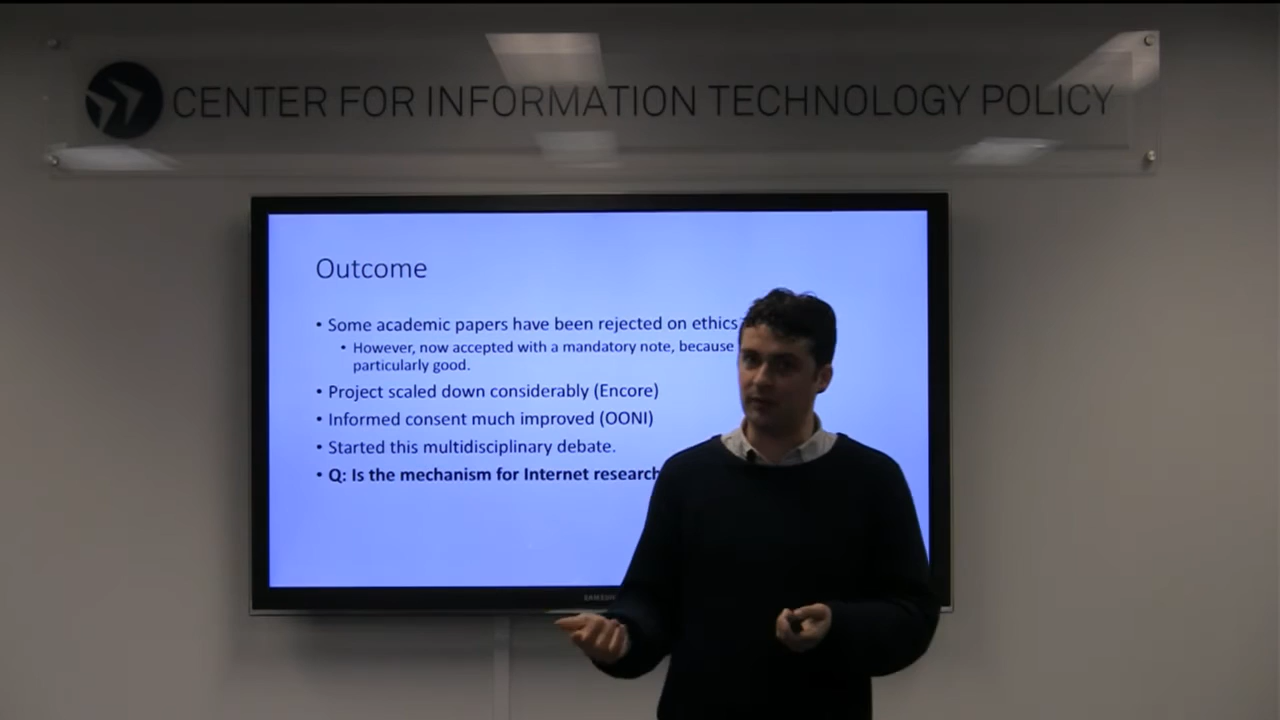 CENTER FOR INFORMATION TECHNOLOGY POLICY
Outcome
• Some academic papers have been rejected on ethics
• However, now accepted with a mandatory note, because
particularly good.
• Project scaled down considerably (Encore)
• Informed consent much improved (OONI)
• Started this multidisciplinary debate.
• Q: Is the mechanism for Internet research
SAMSUNG